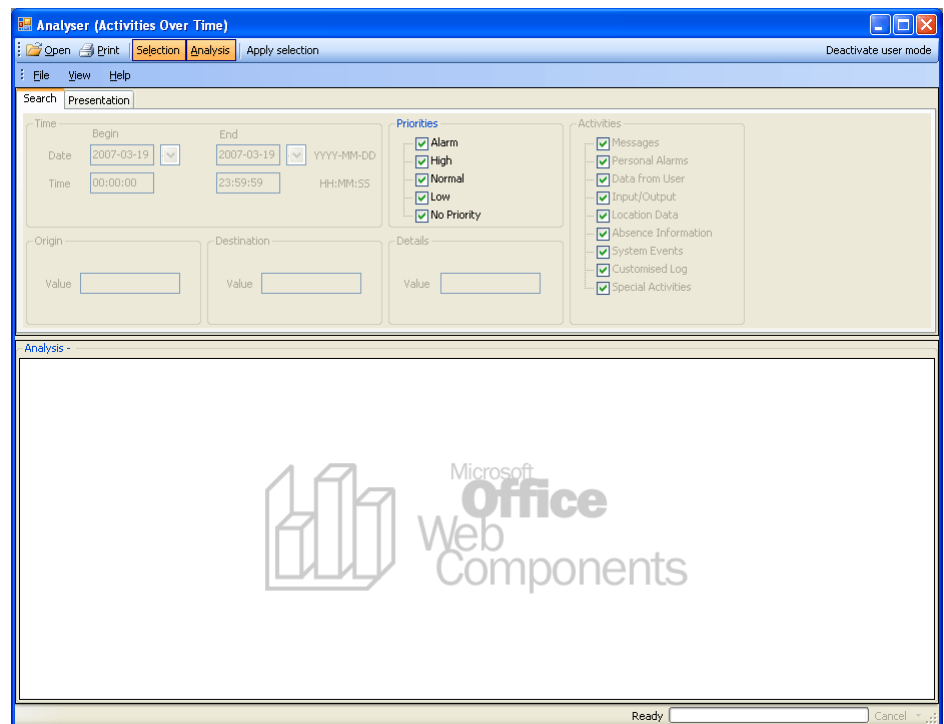 Analyser (Activities Over Time)
Open Print Selection Analysis Apply selection Deactivate user mode
File View Help
Search Presentation
Time
Begin End
Date 2007-03-19 2007-03-19 YYYY-MM-DD
Time 00:00:00 23:59:59 HH:MM:SS
Priorities
Alarm
High
Normal
Low
No Priority
Activities
Messages
Personal Alarms
Data from User
Input/Output
Location Data
Absence Information
System Events
Customised Log
Special Activities
Origin
Value
Destination
Value
Details
Value
Analysis -
Microsoft
Office
Web
Components
Ready Cancel